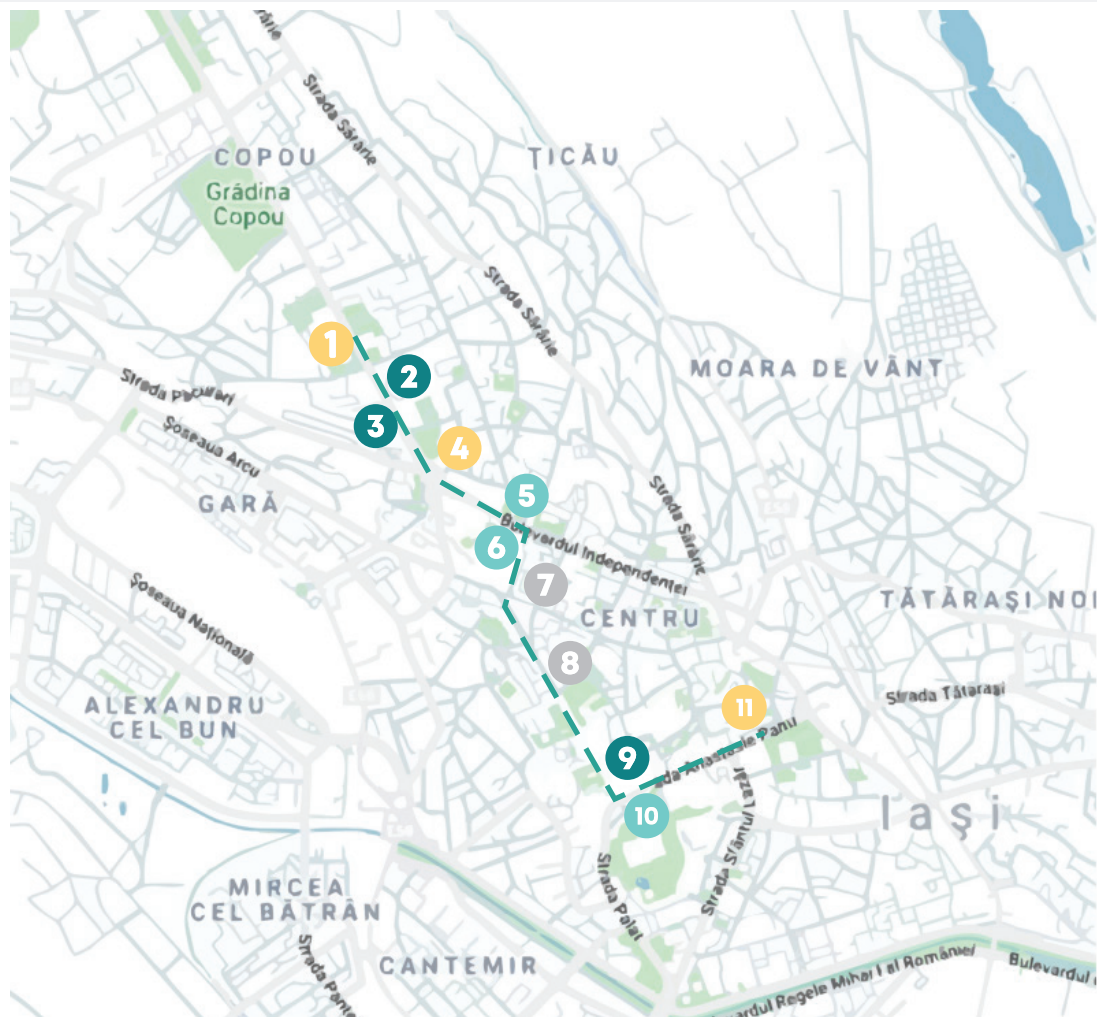 Strada Sărărie
COPOU
ȚICĂU
Grădina
Copou
Strada Sărărie
1
MOARA DE VÂNT
2
Strada Păcurari
3
Șoseaua Arcu
4
GARĂ
5
Strada Sărărie
Bulevardul Independenței
6
7
Șoseaua Națională
TĂTĂRAȘI NOI
CENTRU
8
ALEXANDRU
CEL BUN
Strada Tătărași
11
Anastasie Panu
9
10
Iași
Strada Sfântul Lazăr
Strada Palat
MIRCEA
CEL BĂTRÂN
CANTEMIR
Strada
Regele Mihai I al României
Bulevardul